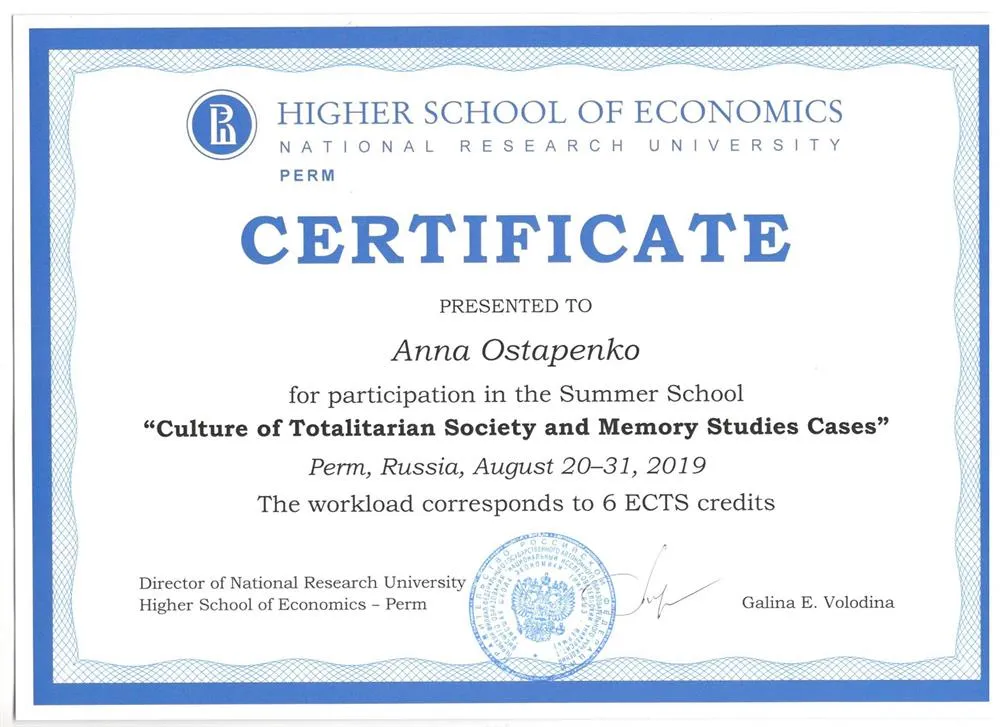 HIGHER SCHOOL OF ECONOMICS
NATIONAL RESEARCH UNIVERSITY
PERM
CERTIFICATE
PRESENTED TO
Anna Ostapenko
for participation in the Summer School
“Culture of Totalitarian Society and Memory Studies Cases”
Perm, Russia, August 20–31, 2019
The workload corresponds to 6 ECTS credits
Director of National Research University
Higher School of Economics – Perm
Galina E. Volodina